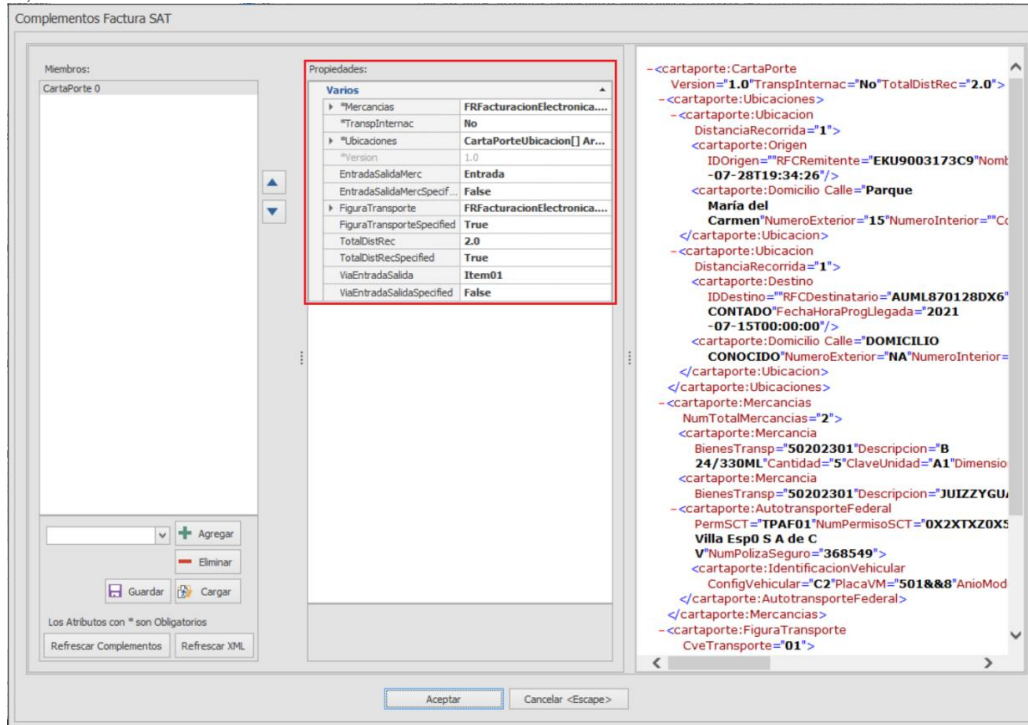 Complementos Factura SAT
Miembros:
CartaPorte 0
Agregar
Eliminar
Guardar
Cargar
Los Atributos con * son Obligatorios
Refrescar Complementos
Refrescar XML
Propiedades:
Varios
*Mercancias FRFacturacionElectronica....
*TranspInternac No
*Ubicaciones CartaPorteUbicacion[] Ar...
*Version 1.0
EntradaSalidaMerc Entrada
EntradaSalidaMercSpecif... False
FiguraTransporte FRFacturacionElectronica....
FiguraTransporteSpecified True
TotalDistRec 2.0
TotalDistRecSpecified True
ViaEntradaSalida Item01
ViaEntradaSalidaSpecified False
-<cartaporte:CartaPorte
Version="1.0"TranspInternac="No"TotalDistRec="2.0">
-<cartaporte:Ubicaciones>
-<cartaporte:Ubicacion
DistanciaRecorrida="1">
<cartaporte:Origen
IDOrigen=""RFCRemitente="EKU9003173C9"
-07-28T19:34:26"/>
<cartaporte:Domicilio Calle="Parque
María del
Carmen"NumeroExterior="15"NumeroInterior=""
</cartaporte:Ubicacion>
-<cartaporte:Ubicacion
DistanciaRecorrida="1">
<cartaporte:Destino
IDDestino=""RFCDestinatario="AUML870128DX6"
CONTADO"FechaHoraProgLlegada="2021
-07-15T00:00:00"/>
<cartaporte:Domicilio Calle="DOMICILIO
CONOCIDO"NumeroExterior="NA"NumeroInterior=
</cartaporte:Ubicacion>
</cartaporte:Ubicaciones>
-<cartaporte:Mercancias
NumTotalMercancias="2">
<cartaporte:Mercancia
BienesTransp="50202301"Descripcion="B
24/330ML"Cantidad="5"ClaveUnidad="A1"Dimensio
<cartaporte:Mercancia
BienesTransp="50202301"Descripcion="JUIZZYGU
-<cartaporte:AutotransporteFederal
PermSCT="TPAF01"NumPermisoSCT="0X2XTXZ0X5
Villa Esp0 S A de C
V"NumPolizaSeguro="368549">
<cartaporte:IdentificacionVehicular
ConfigVehicular="C2"PlacaVM="501&&8"AnioMod
</cartaporte:AutotransporteFederal>
</cartaporte:Mercancias>
-<cartaporte:FiguraTransporte
CveTransporte="01">
Aceptar
Cancelar <Escape>